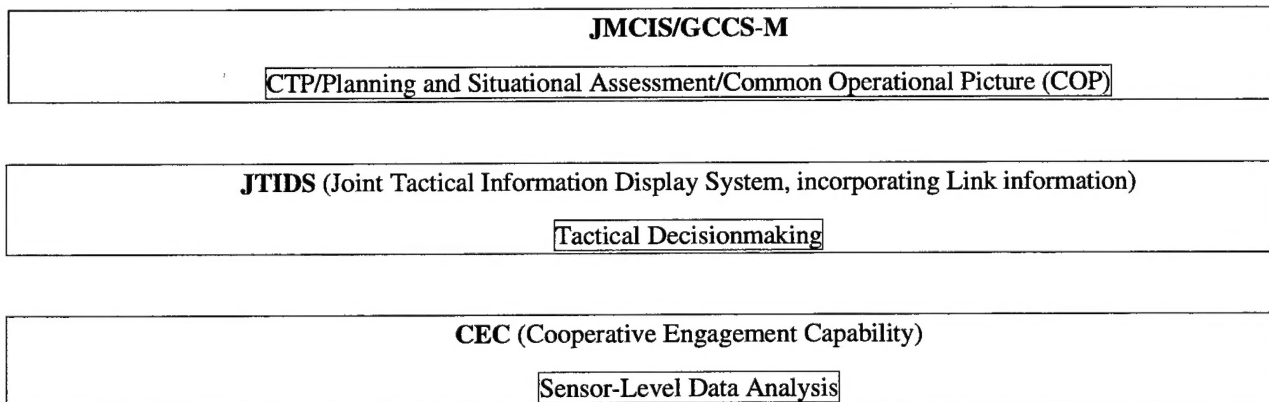 JMCIS/GCCS-M
CTP/Planning and Situational Assessment/Common Operational Picture (COP)
JTIDS (Joint Tactical Information Display System, incorporating Link information)
Tactical Decisionmaking
CEC (Cooperative Engagement Capability)
Sensor-Level Data Analysis